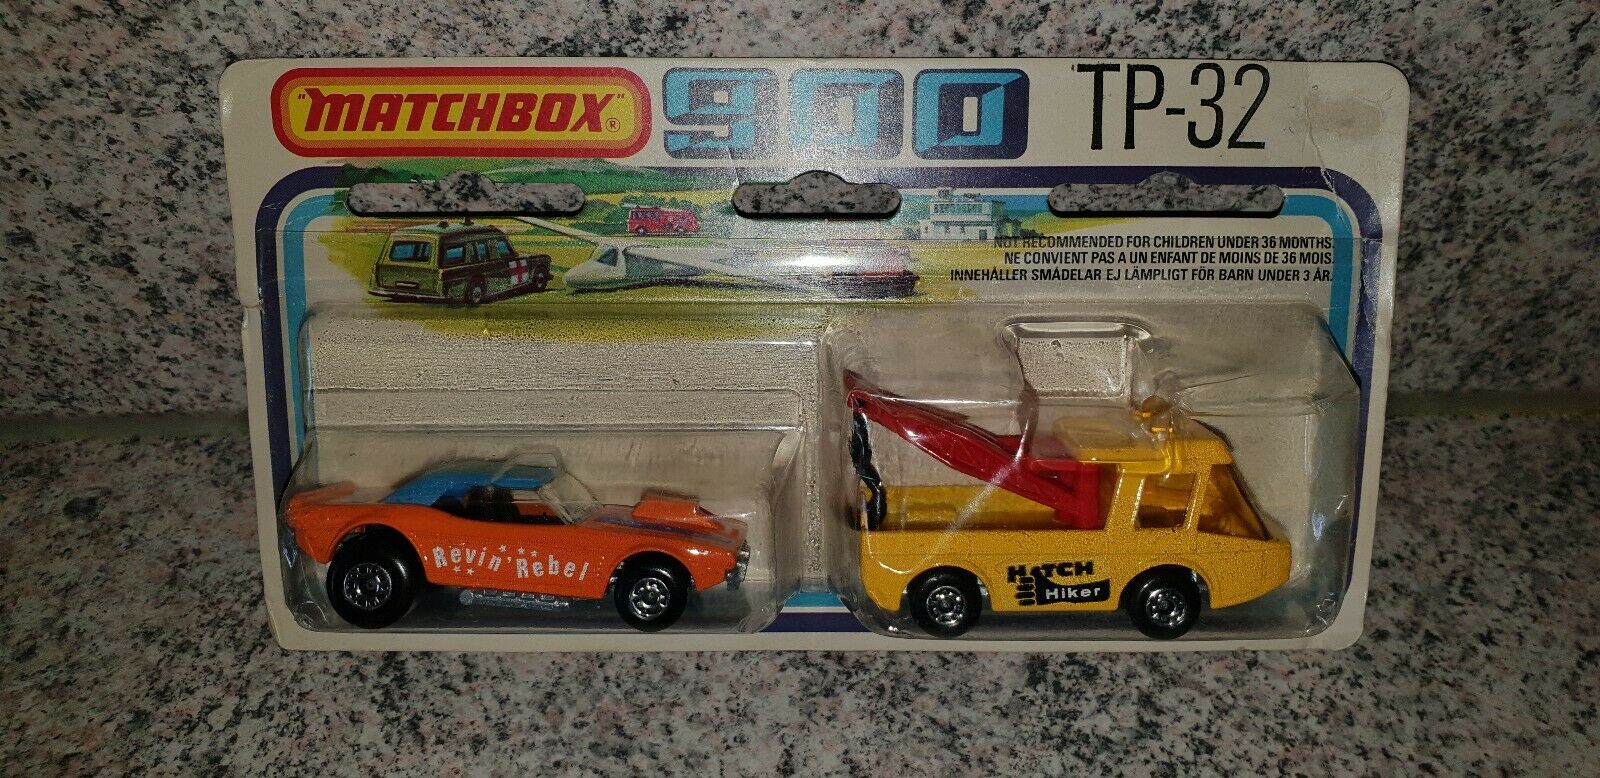 "MATCHBOX"®
900
TP-32
NOT RECOMMENDED FOR CHILDREN UNDER 36 MONTHS.
NE CONVIENT PAS A UN ENFANT DE MOINS DE 36 MOIS.
INNEHÅLLER SMÅDELAR EJ LÄMPLIGT FÖR BARN UNDER 3 ÅR.
Revin' Rebel
HITCH
Hiker